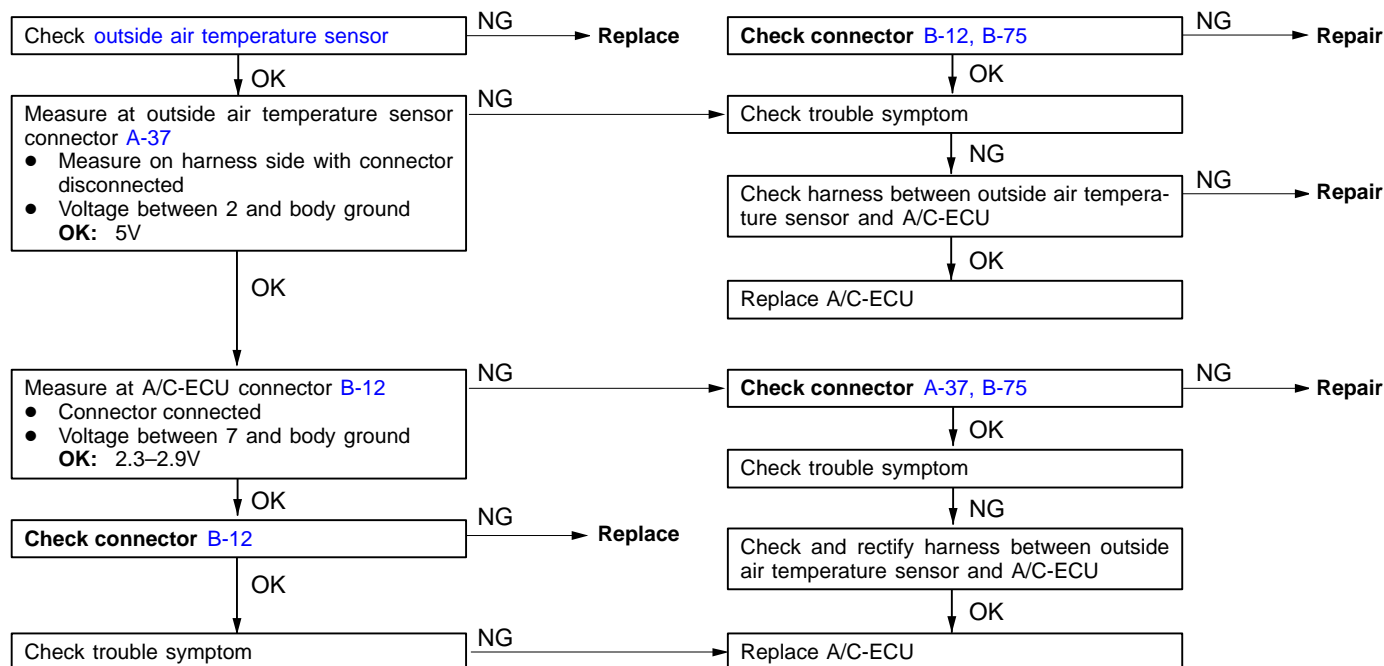 Check outside air temperature sensor
NG
Replace
OK
Measure at outside air temperature sensor
connector A-37
● Measure on harness side with connector
disconnected
● Voltage between 2 and body ground
OK: 5V
NG
OK
Check connector B-12, B-75
NG
Repair
OK
Check trouble symptom
NG
Check harness between outside air tempera-
ture sensor and A/C-ECU
NG
Repair
OK
Replace A/C-ECU
Measure at A/C-ECU connector B-12
● Connector connected
● Voltage between 7 and body ground
OK: 2.3–2.9V
NG
OK
Check connector B-12
NG
Replace
OK
Check trouble symptom
NG
Check connector A-37, B-75
NG
Repair
OK
Check trouble symptom
NG
Check and rectify harness between outside
air temperature sensor and A/C-ECU
OK
Replace A/C-ECU